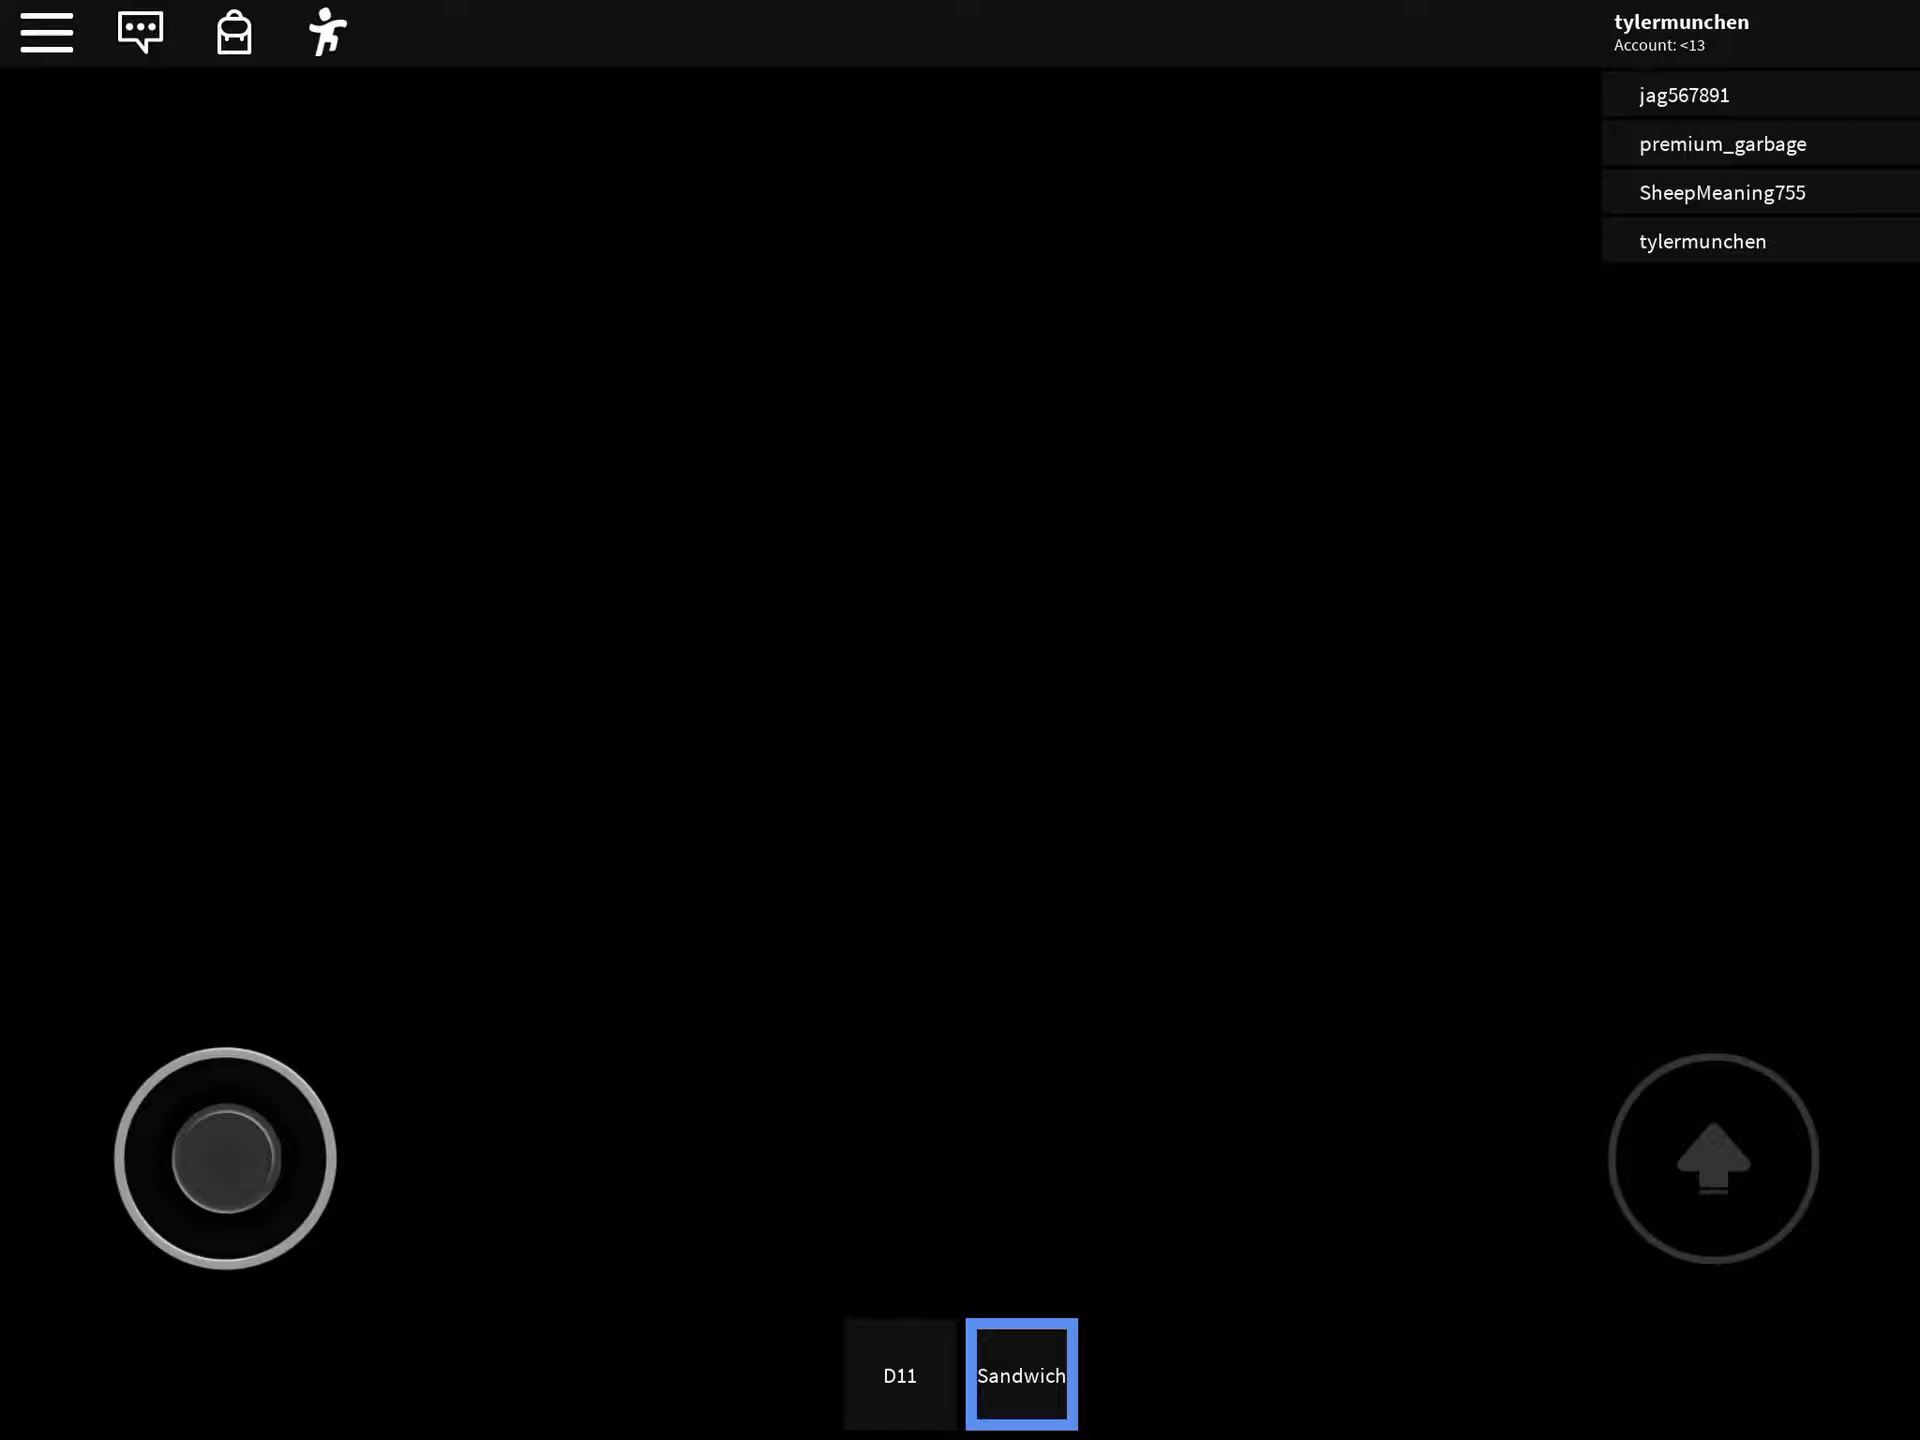 tylermunchen
Account: <13
jag567891
premium_garbage
SheepMeaning755
tylermunchen
D11
Sandwich